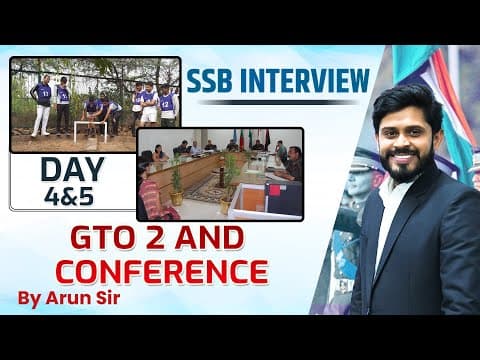 SSB INTERVIEW
DAY
4&5
GTO 2 AND
CONFERENCE
By Arun Sir